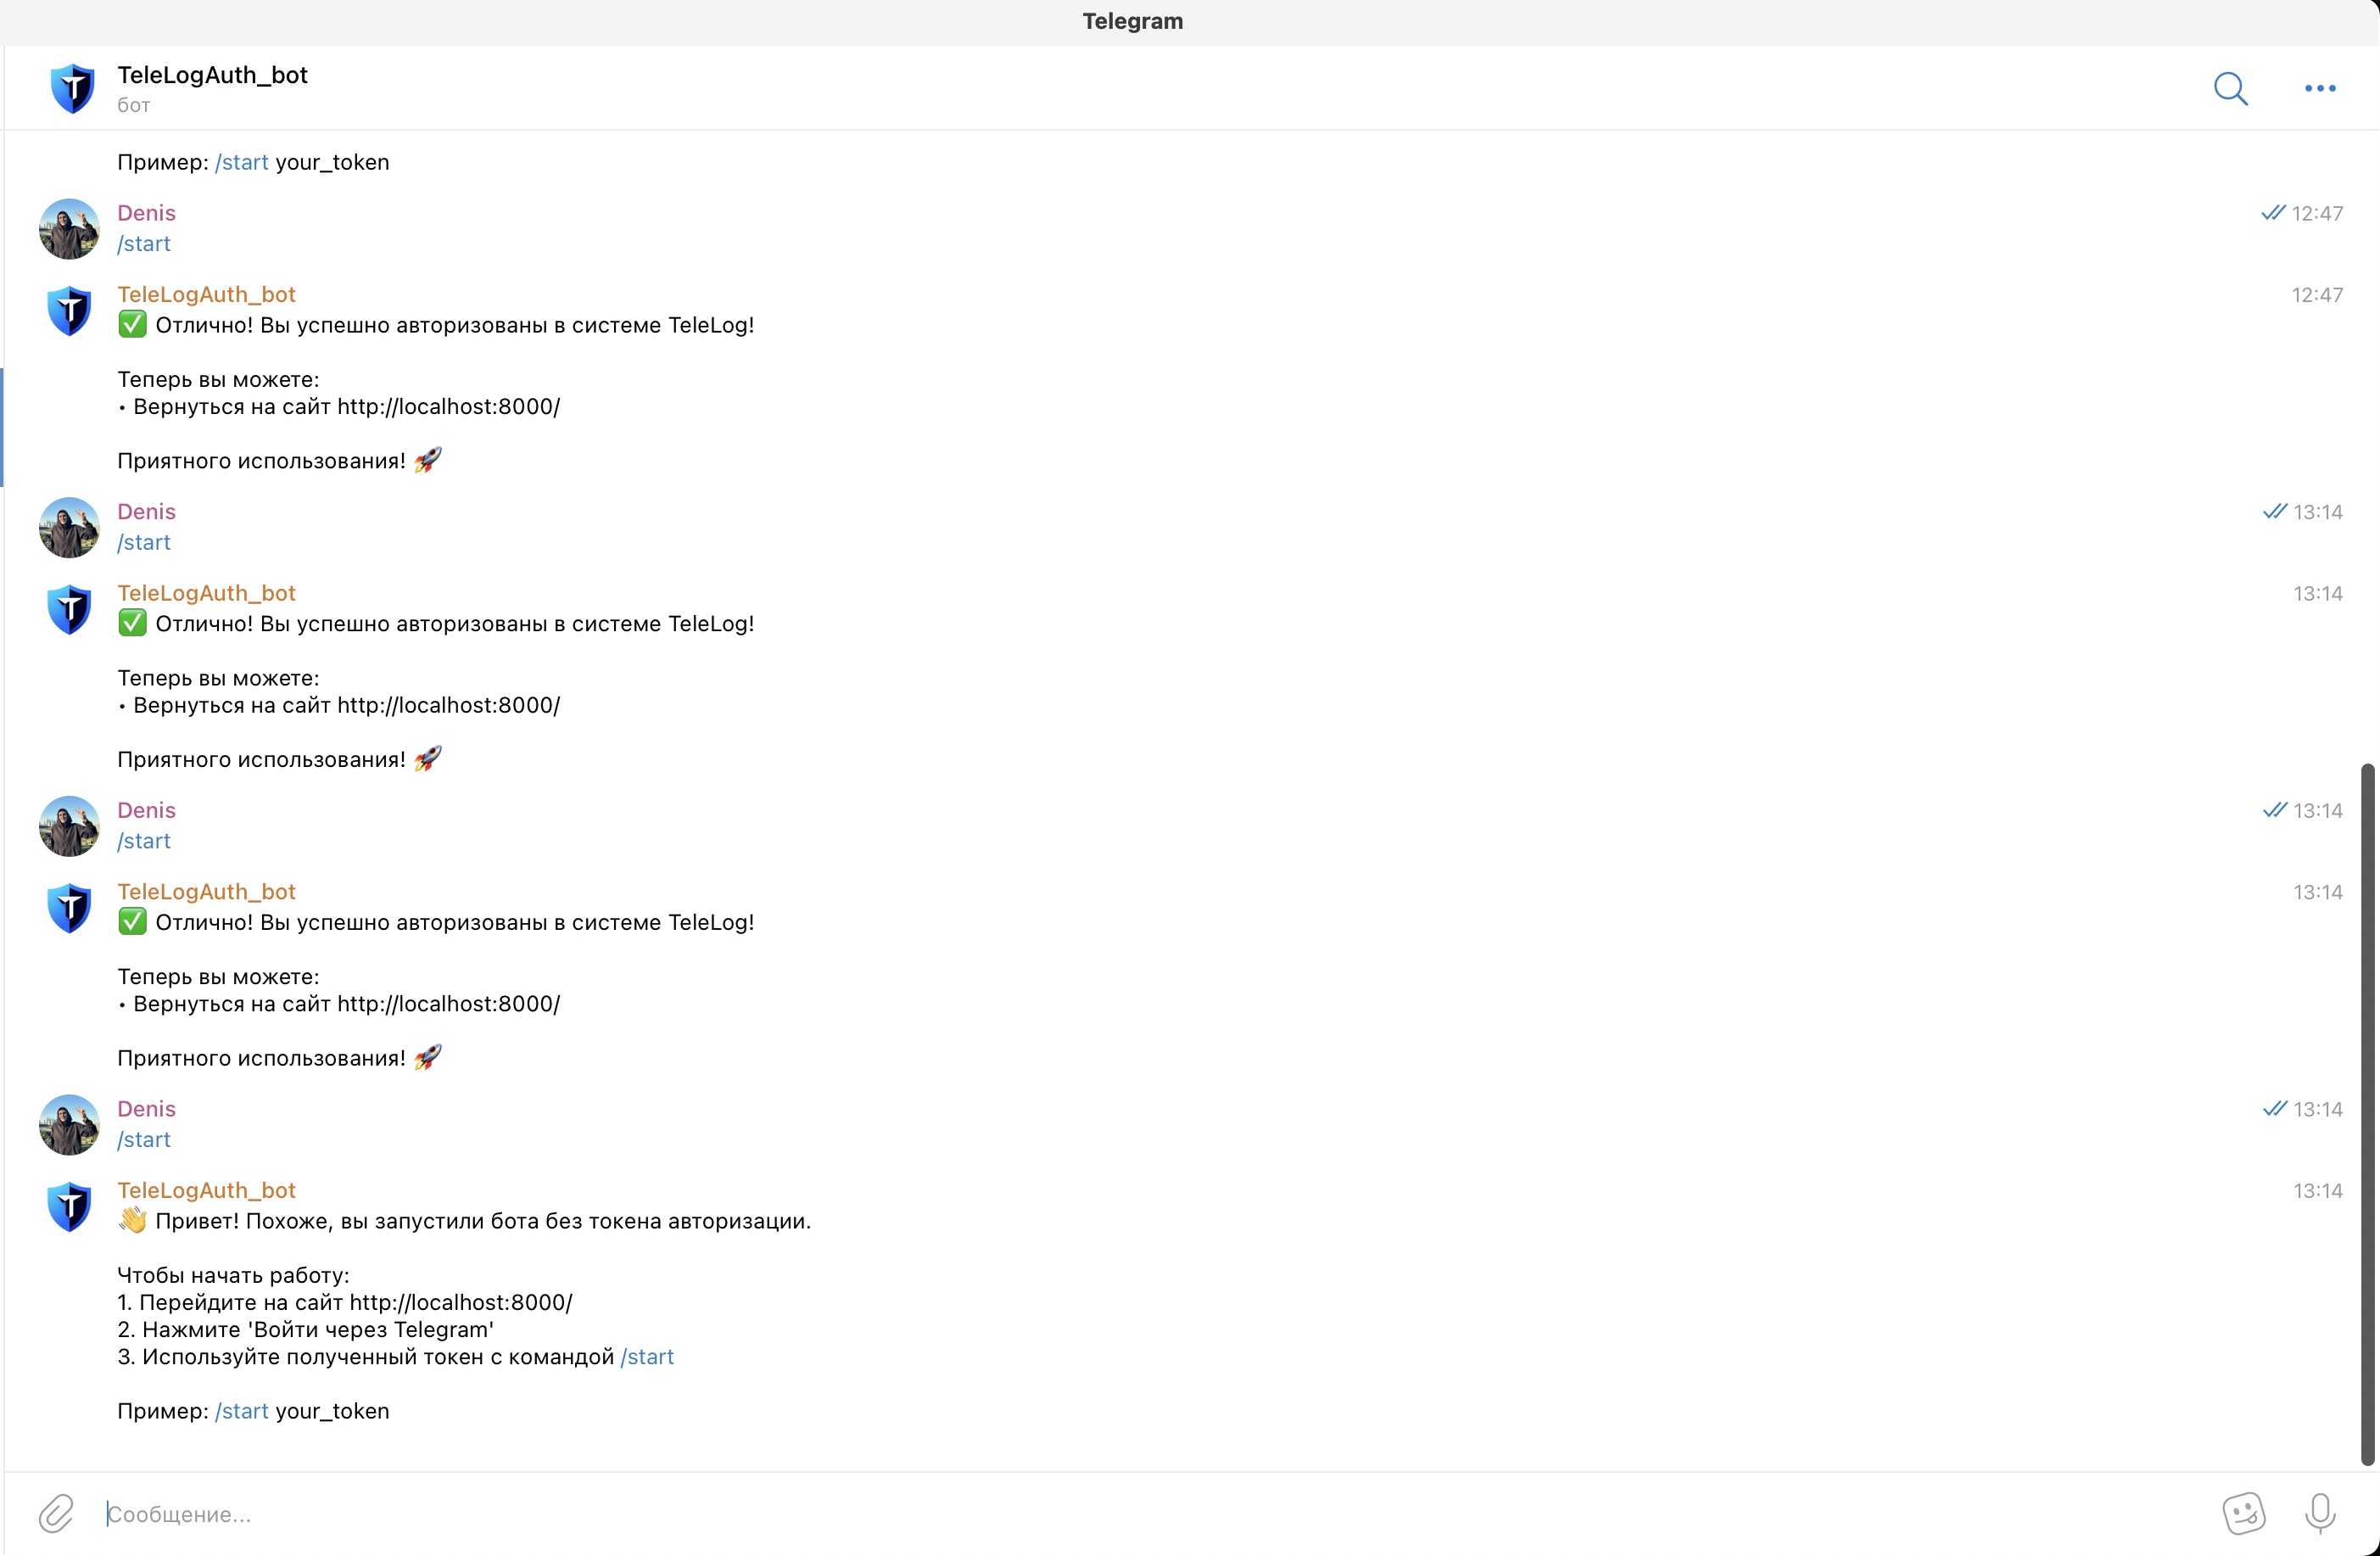 Telegram
TeleLogAuth_bot
бот
Пример: /start your_token
Denis
12:47
/start
TeleLogAuth_bot
12:47
✅ Отлично! Вы успешно авторизованы в системе TeleLog!
Теперь вы можете:
• Вернуться на сайт http://localhost:8000/
Приятного использования! 🚀
Denis
13:14
/start
TeleLogAuth_bot
13:14
✅ Отлично! Вы успешно авторизованы в системе TeleLog!
Теперь вы можете:
• Вернуться на сайт http://localhost:8000/
Приятного использования! 🚀
Denis
13:14
/start
TeleLogAuth_bot
13:14
✅ Отлично! Вы успешно авторизованы в системе TeleLog!
Теперь вы можете:
• Вернуться на сайт http://localhost:8000/
Приятного использования! 🚀
Denis
13:14
/start
TeleLogAuth_bot
13:14
👋 Привет! Похоже, вы запустили бота без токена авторизации.
Чтобы начать работу:
1. Перейдите на сайт http://localhost:8000/
2. Нажмите 'Войти через Telegram'
3. Используйте полученный токен с командой /start
Пример: /start your_token
Сообщение...